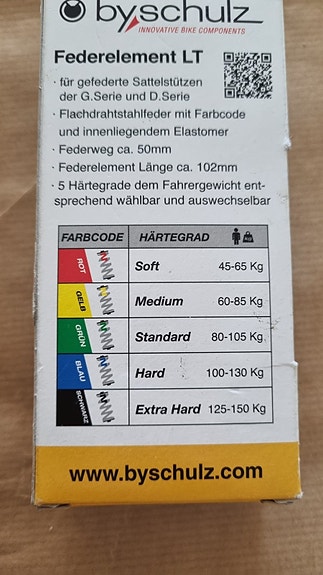 byschulz
INNOVATIVE BIKE COMPONENTS
Federelement LT
· für gefederte Sattelstützen
der G.Serie und D.Serie
· Flachdrahtstahlfeder mit Farbcode
und innenliegendem Elastomer
· Federweg ca. 50mm
· Federelement Länge ca. 102mm
· 5 Härtegrade dem Fahrergewicht ent-
sprechend wählbar und auswechselbar
FARBCODE HÄRTEGRAD
ROT Soft 45-65 Kg
GELB Medium 60-85 Kg
GRÜN Standard 80-105 Kg
BLAU Hard 100-130 Kg
SCHWARZ Extra Hard 125-150 Kg
www.byschulz.com